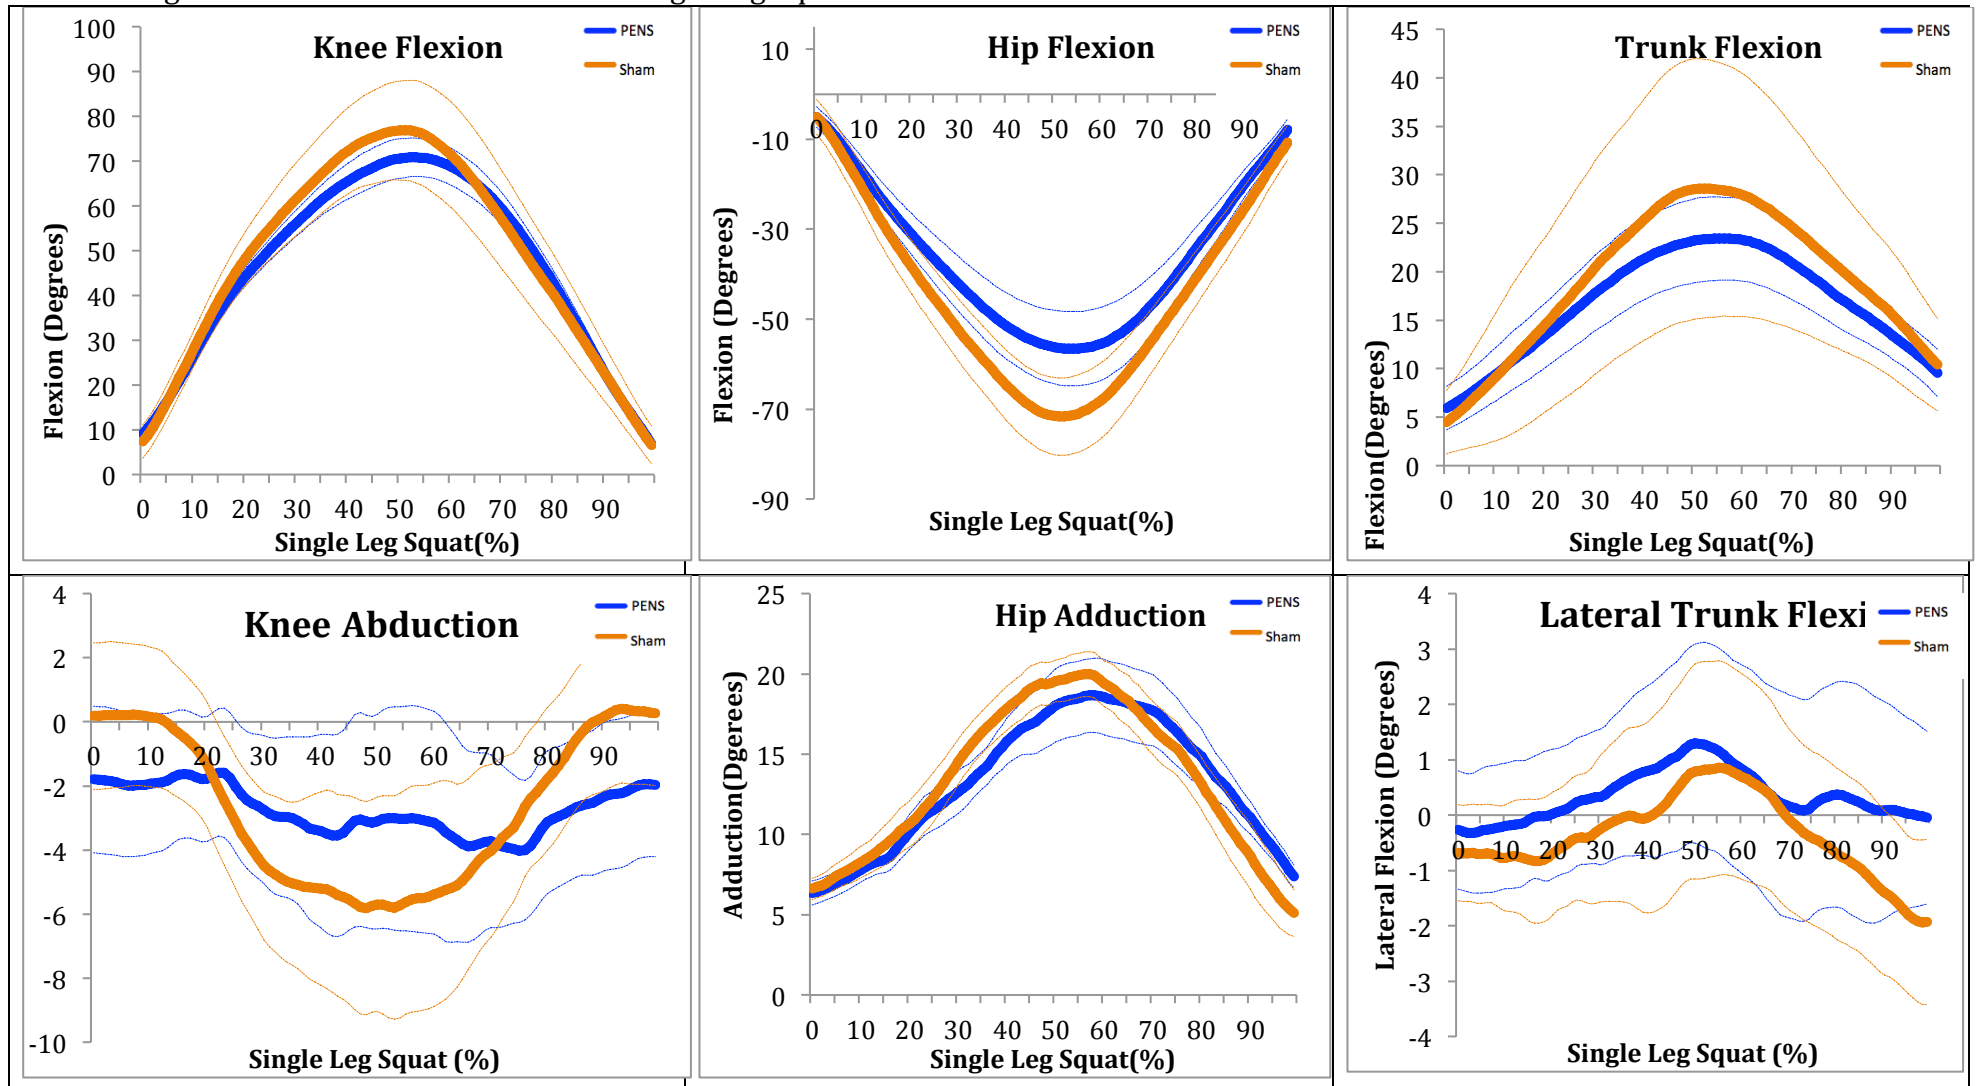 Knee Flexion
PENS
Sham
100
90
80
70
60
50
40
30
20
10
0
Flexion (Degrees)
0 10 20 30 40 50 60 70 80 90
Single Leg Squat(%)
Hip Flexion
PENS
Sham
10
-10
-30
-50
-70
-90
Flexion (Degrees)
0 10 20 30 40 50 60 70 80 90
Single Leg Squat(%)
Trunk Flexion
PENS
Sham
45
40
35
30
25
20
15
10
5
0
Flexion(Degrees)
0 10 20 30 40 50 60 70 80 90
Single Leg Squat(%)
Knee Abduction
PENS
Sham
4
2
0
-2
-4
-6
-8
-10
0 10 20 30 40 50 60 70 80 90
Single Leg Squat (%)
Hip Adduction
PENS
Sham
25
20
15
10
5
0
Adduction(Dgerees)
0 10 20 30 40 50 60 70 80 90
Single Leg Squat(%)
Lateral Trunk Flexi
PENS
Sham
4
3
2
1
0
-1
-2
-3
-4
Lateral Flexion (Degrees)
0 10 20 30 40 50 60 70 80 90
Single Leg Squat (%)